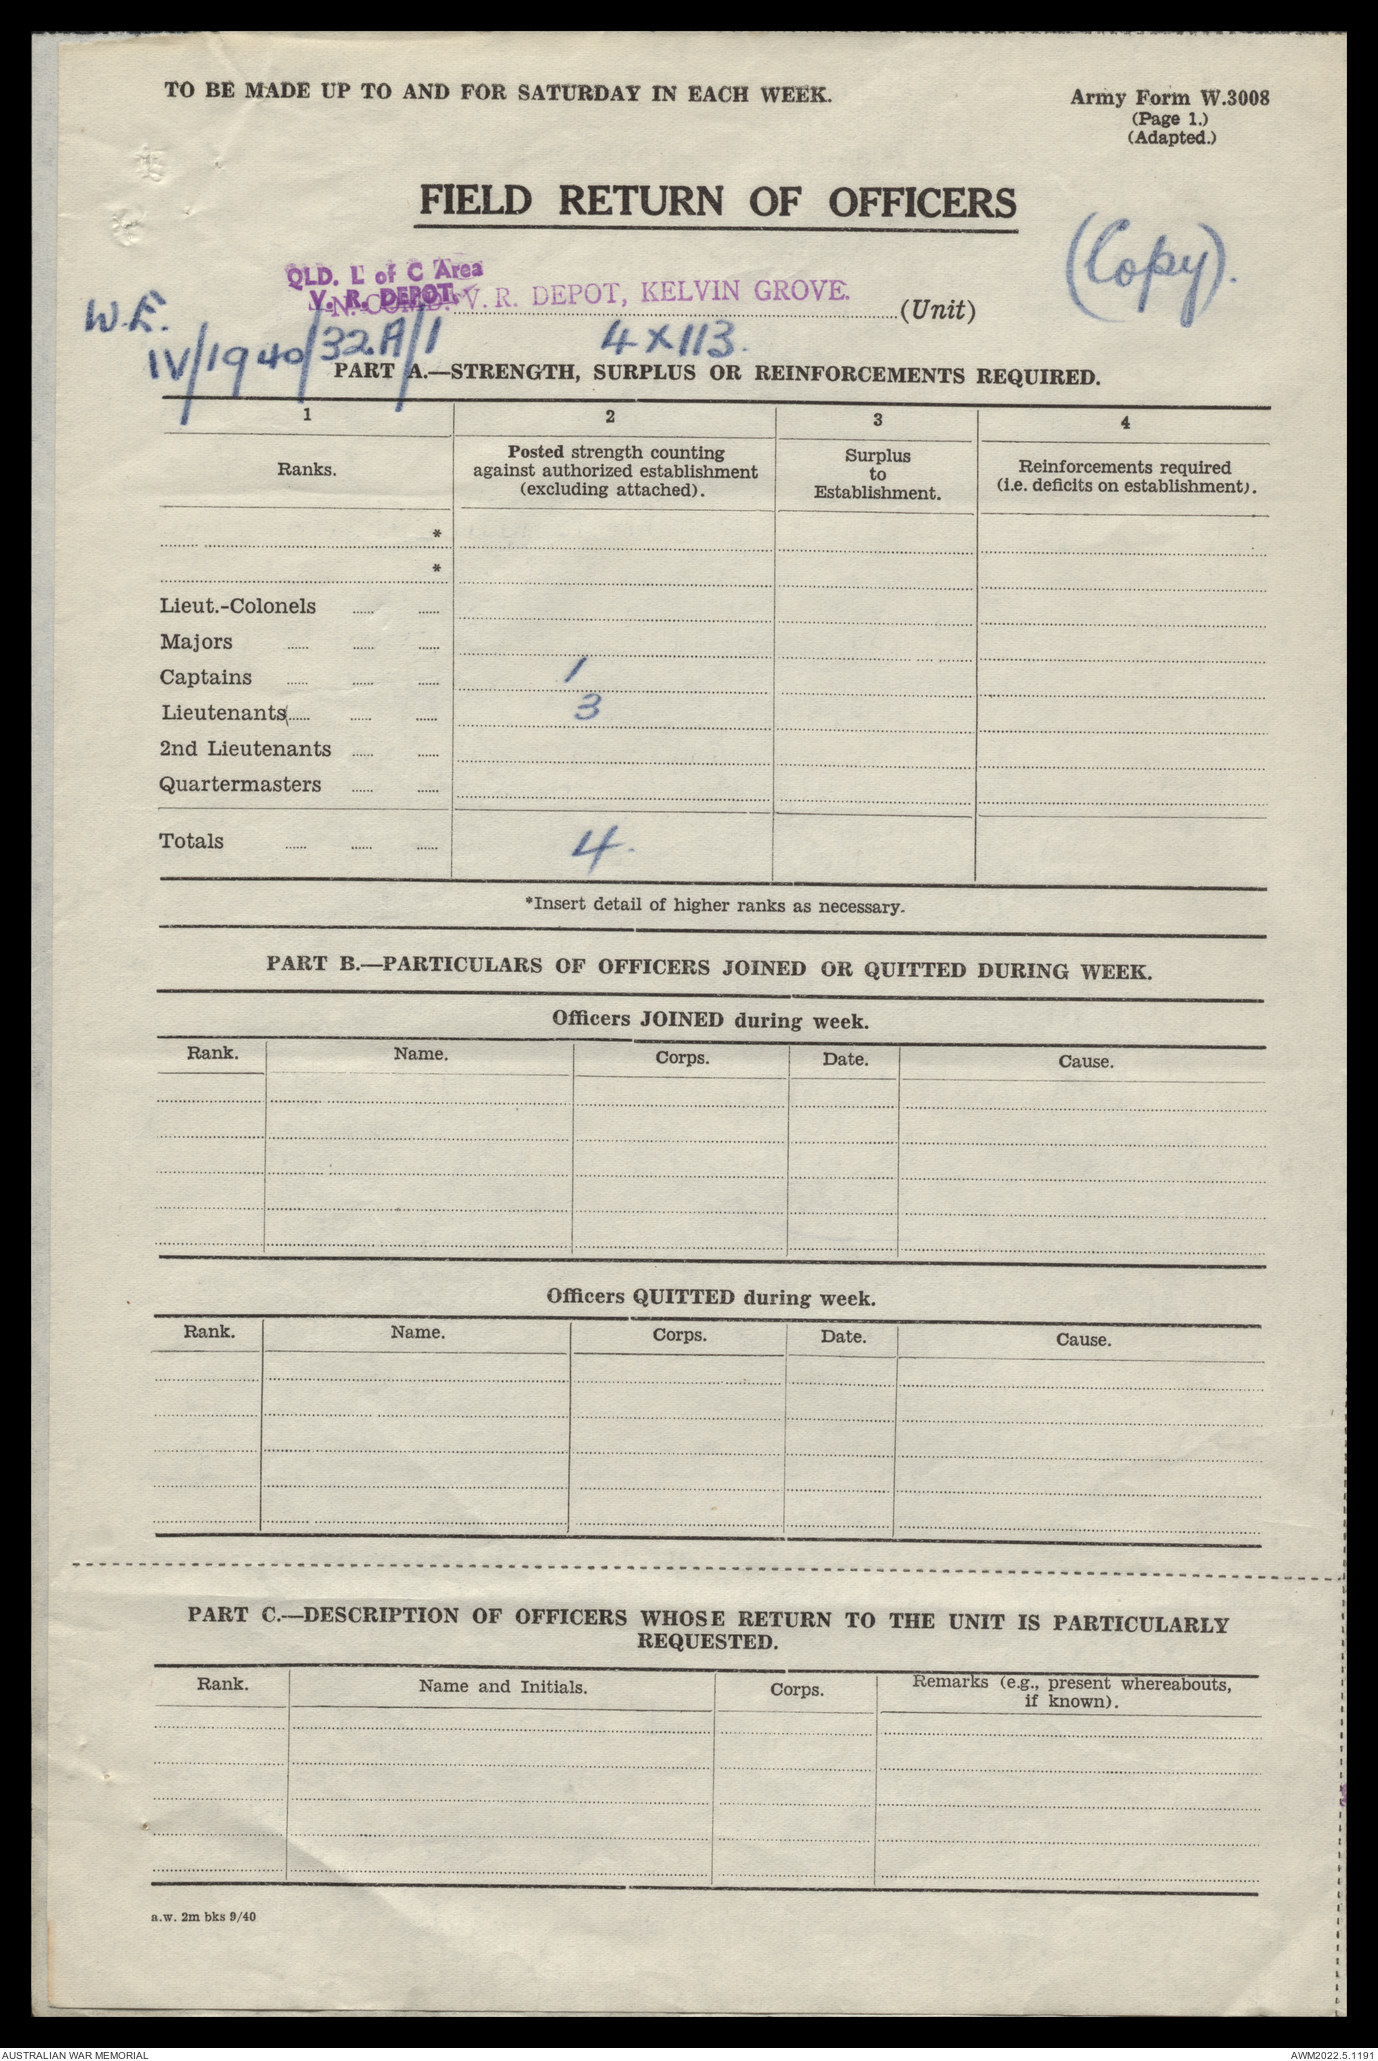 TO BE MADE UP TO AND FOR SATURDAY IN EACH WEEK.
Army Form W.3008
(Page 1.)
(Adapted.)
FIELD RETURN OF OFFICERS
(Copy).
QLD. L of C Area
V. R. DEPOT.
N. COMD. V. R. DEPOT, KELVIN GROVE.
(Unit)
W.E.
IV/1940/32A/1
4 X 113.
PART A.—STRENGTH, SURPLUS OR REINFORCEMENTS REQUIRED.
1 2 3 4
Ranks.
Posted strength counting
against authorized establishment
(excluding attached).
Surplus
to
Establishment.
Reinforcements required
(i.e. deficits on establishment).
*
*
Lieut.-Colonels
Majors
Captains 1
Lieutenants 3
2nd Lieutenants
Quartermasters
Totals 4.
*Insert detail of higher ranks as necessary.
PART B.—PARTICULARS OF OFFICERS JOINED OR QUITTED DURING WEEK.
Officers JOINED during week.
Rank. Name. Corps. Date. Cause.
Officers QUITTED during week.
Rank. Name. Corps. Date. Cause.
PART C.—DESCRIPTION OF OFFICERS WHOSE RETURN TO THE UNIT IS PARTICULARLY
REQUESTED.
Rank. Name and Initials. Corps.
Remarks (e.g., present whereabouts,
if known).
a.w. 2m bks 9/40
AUSTRALIAN WAR MEMORIAL
AWM2022.5.1191